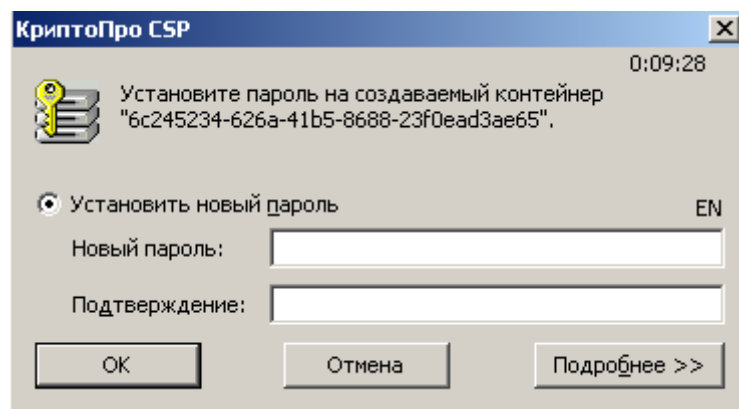 КриптоПро CSP
0:09:28
Установите пароль на создаваемый контейнер
"6c245234-626a-41b5-8688-23f0ead3ae65".
Установить новый пароль
EN
Новый пароль:
Подтверждение:
ОК
Отмена
Подробнее >>